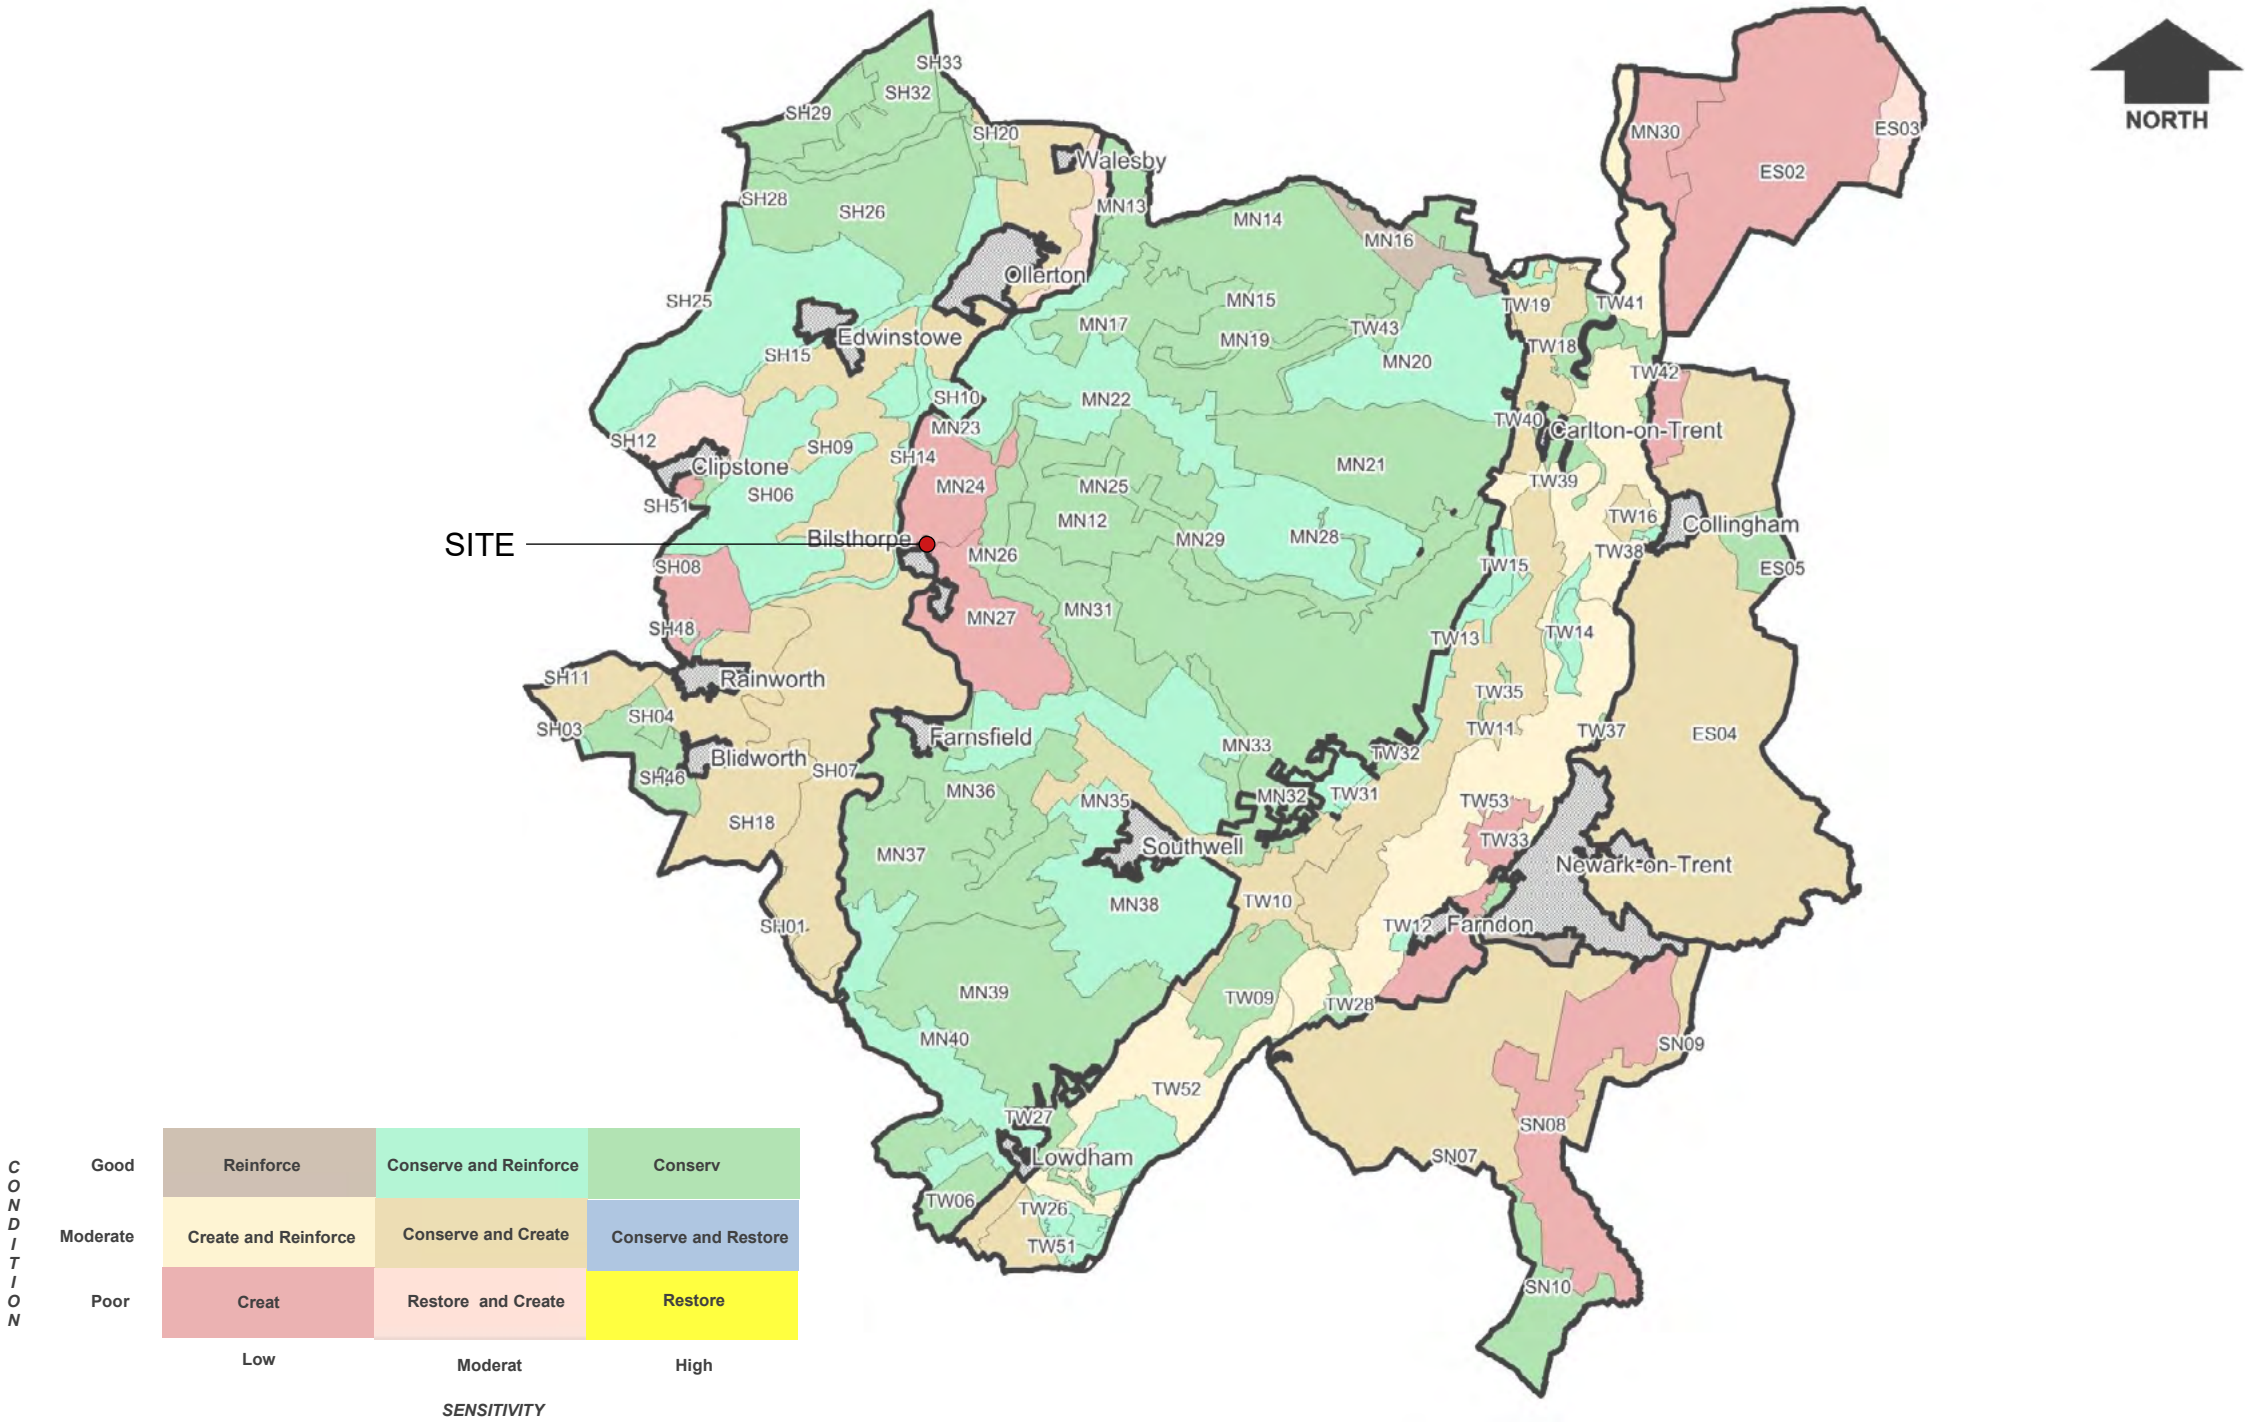 SH33
SH32
SH29
SH20
Walesby
MN30
ES03
ES02
NORTH
SH28
SH26
MN13
MN14
MN16
Ollerton
SH25
MN15
TW19
TW41
MN17
MN19
TW43
Edwinstowe
SH15
MN20
TW18
TW42
SH10
MN22
MN23
TW40
Carlton-on-Trent
SH12
SH09
SH14
Clipstone
MN21
SH06
MN24
MN25
TW39
SH51
MN12
TW16
Collingham
SITE
Bilsthorpe
MN29
MN28
MN26
TW38
SH08
TW15
ES05
MN27
MN31
SH48
TW13
TW14
SH11
Rainworth
TW35
SH04
SH03
TW11
TW37
ES04
Farnsfield
MN33
TW32
Blidworth
SH07
SH46
MN36
MN35
MN32
TW31
TW53
SH18
TW33
Southwell
MN37
Newark-on-Trent
MN38
TW10
SH01
TW12
Farndon
MN39
TW09
TW28
MN40
SN09
TW52
TW27
SN08
Lowdham
SN07
TW06
TW26
TW51
SN10
CONDITION
Good
Reinforce
Conserve and Reinforce
Conserv
Moderate
Create and Reinforce
Conserve and Create
Conserve and Restore
Poor
Creat
Restore and Create
Restore
Low
Moderat
High
SENSITIVITY